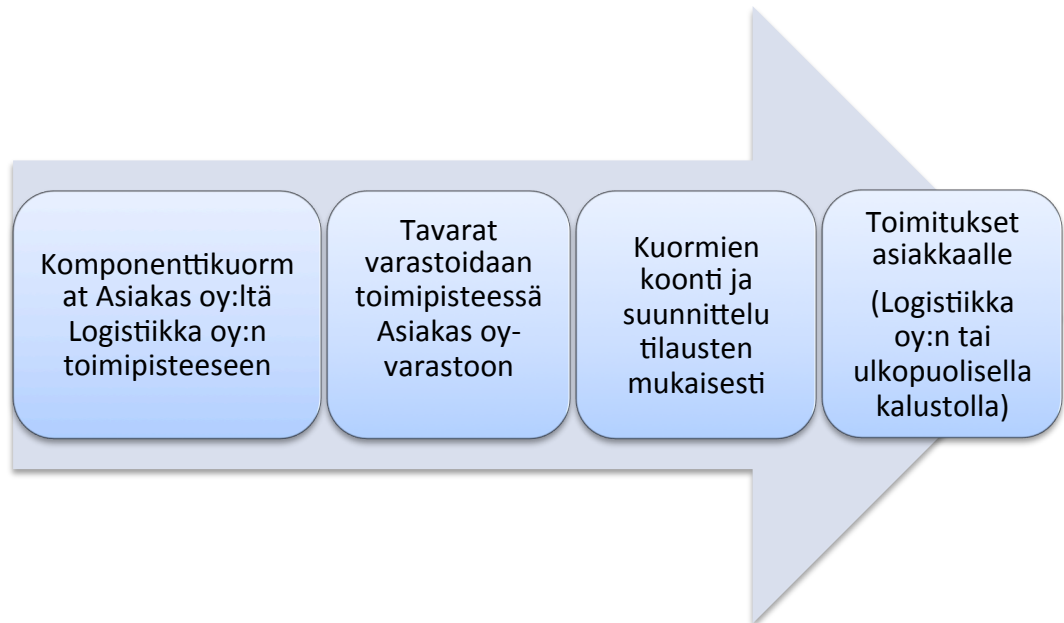 Komponenttikuorm
at Asiakas oy:ltä
Logistiikka oy:n
toimipisteeseen
Tavarat
varastoidaan
toimipisteessä
Asiakas oy-
varastoon
Kuormien
koonti ja
suunnittelu
tilausten
mukaisesti
Toimitukset
asiakkaalle
(Logistiikka
oy:n tai
ulkopuolisella
kalustolla)